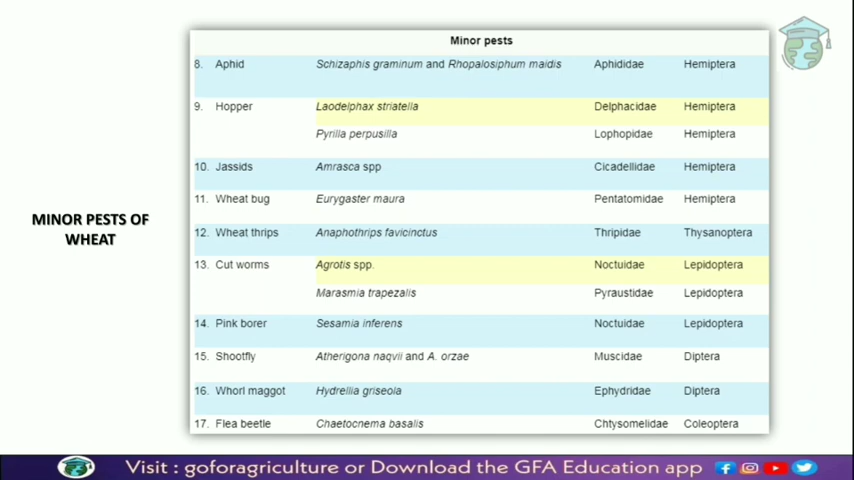 Minor pests
8. Aphid Schizaphis graminum and Rhopalosiphum maidis Aphididae Hemiptera
9. Hopper Laodelphax striatella Delphacidae Hemiptera
Pyrilla perpusilla Lophopidae Hemiptera
10. Jassids Amrasca spp Cicadellidae Hemiptera
11. Wheat bug Eurygaster maura Pentatomidae Hemiptera
12. Wheat thrips Anaphothrips favicinctus Thripidae Thysanoptera
13. Cut worms Agrotis spp. Noctuidae Lepidoptera
Marasmia trapezalis Pyraustidae Lepidoptera
14. Pink borer Sesamia inferens Noctuidae Lepidoptera
15. Shootfly Atherigona naqvii and A. orzae Muscidae Diptera
16. Whorl maggot Hydrellia griseola Ephydridae Diptera
17. Flea beetle Chaetocnema basalis Chtysomelidae Coleoptera
MINOR PESTS OF
WHEAT
Visit : goforagriculture or Download the GFA Education app